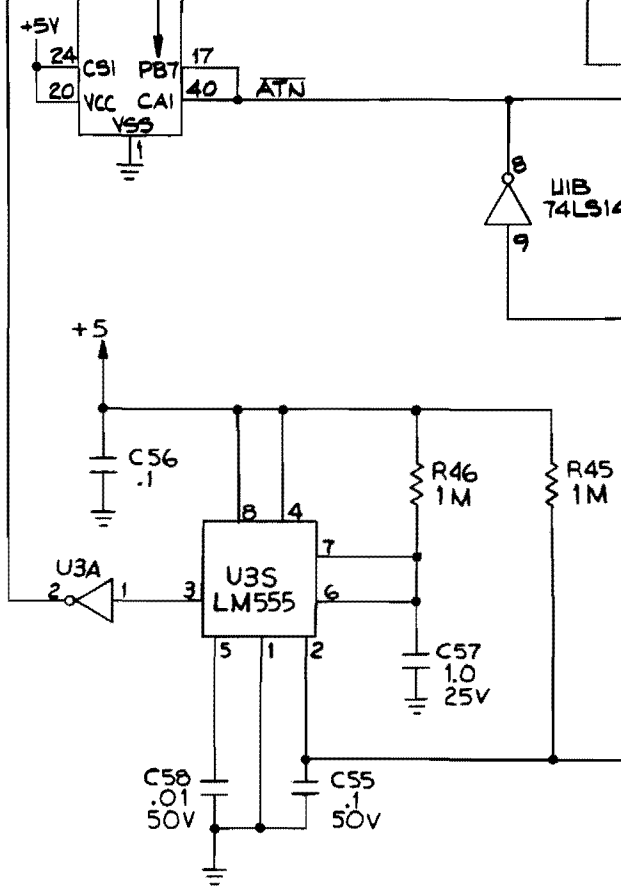 +5V
24
CS1
PB7
17
20
VCC
CA1
40
ATN
VSS
1
8
U1B
74LS14
9
+5
C56
.1
R46
1M
R45
1M
8
4
7
U3A
2
1
3
U3S
LM555
6
5
1
2
C57
1.0
25V
C58
.01
50V
C55
.1
50V